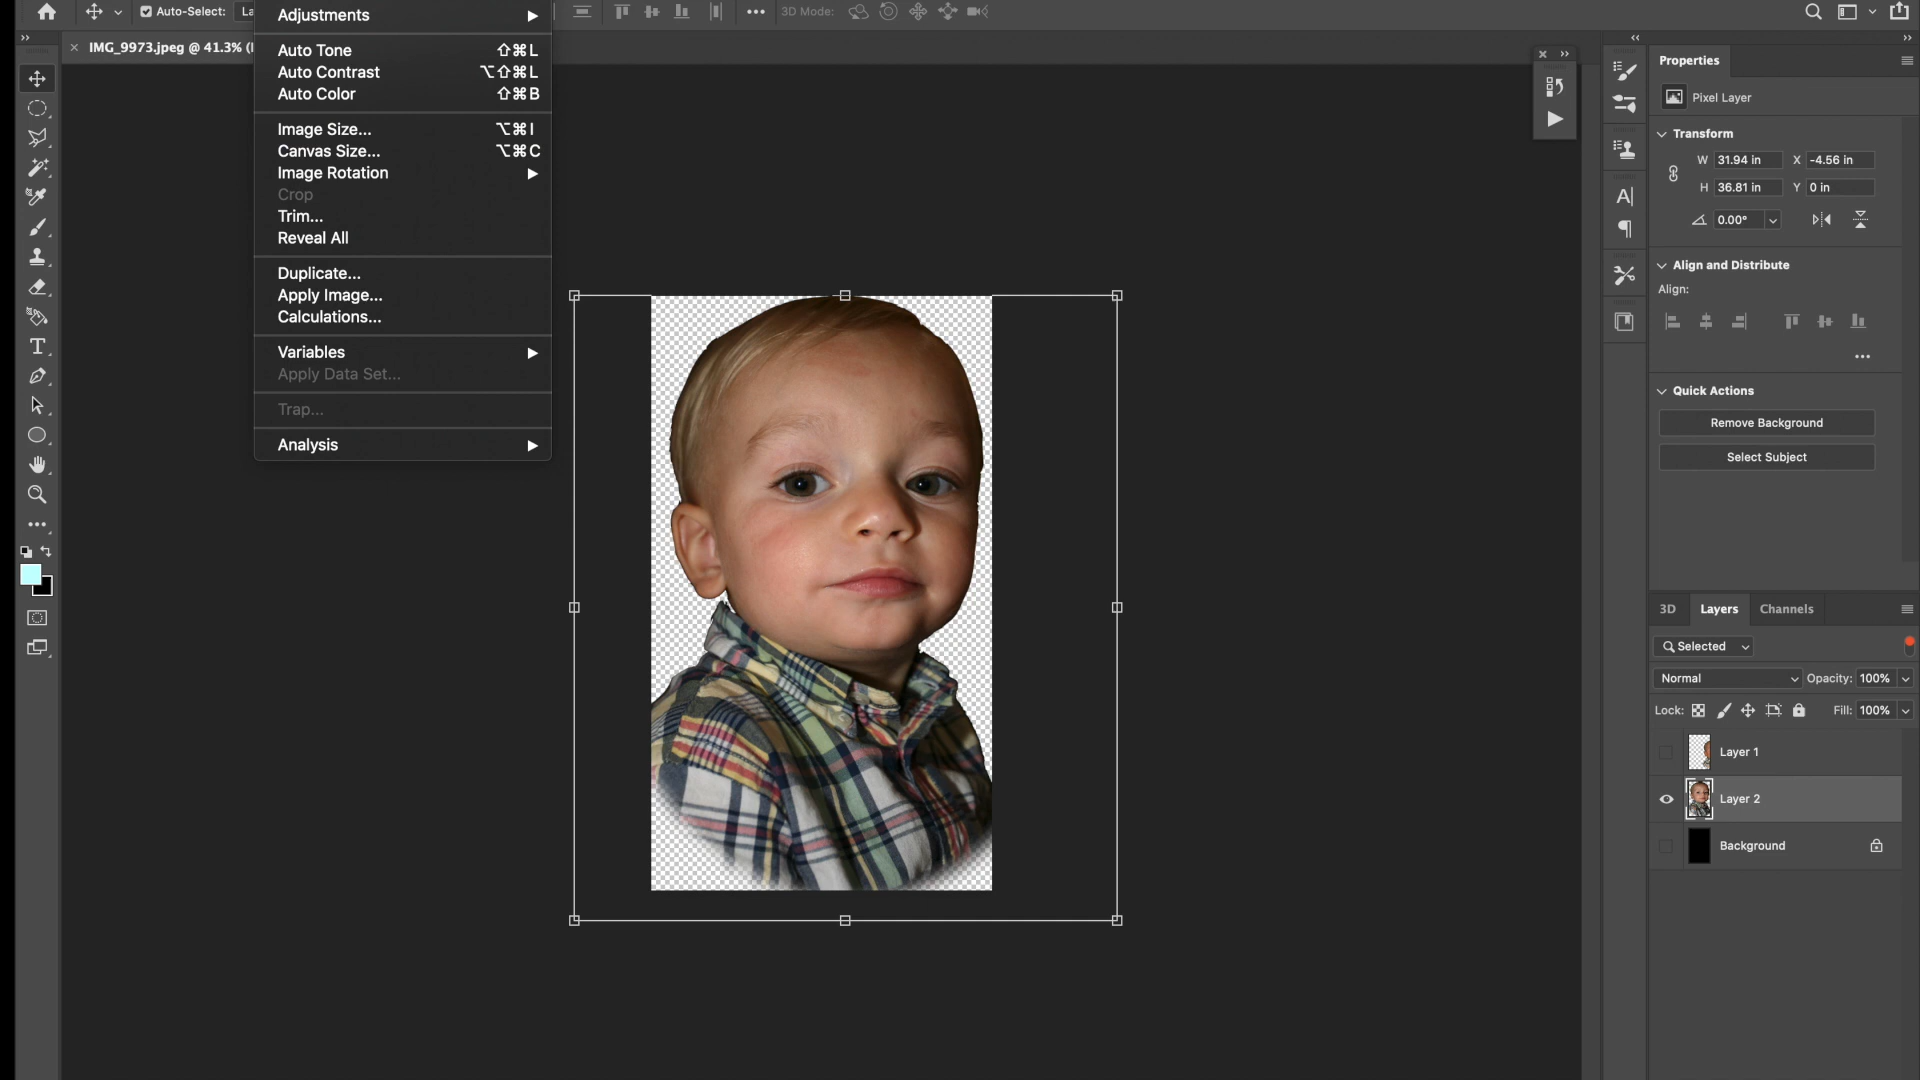 Auto-Select:
La
3D Mode:
IMG_9973.jpeg @ 41.3%
Adjustments
Auto Tone ⇧⌘L
Auto Contrast ⌥⇧⌘L
Auto Color ⇧⌘B
Image Size... ⌥⌘I
Canvas Size... ⌥⌘C
Image Rotation
Crop
Trim...
Reveal All
Duplicate...
Apply Image...
Calculations...
Variables
Apply Data Set...
Trap...
Analysis
Properties
Pixel Layer
Transform
W 31.94 in X -4.56 in
H 36.81 in Y 0 in
0.00°
Align and Distribute
Align:
Quick Actions
Remove Background
Select Subject
3D Layers Channels
Selected
Normal Opacity: 100%
Lock: Fill: 100%
Layer 1
Layer 2
Background